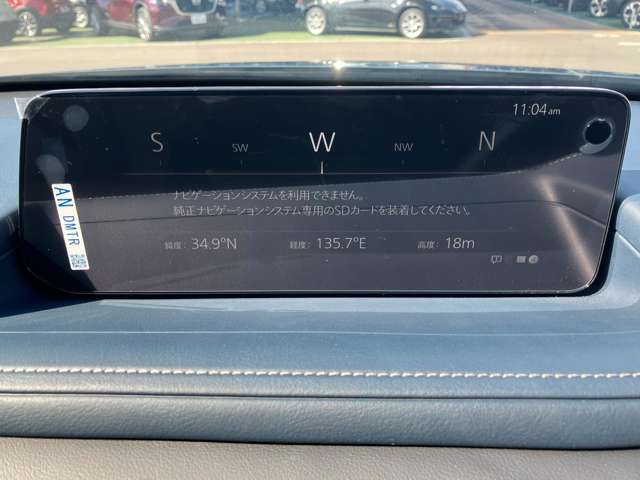 11:04am
S SW W NW N
ナビゲーションシステムを利用できません。
純正ナビゲーションシステム専用のSDカードを装着してください。
緯度: 34.9°N 経度: 135.7°E 高度: 18m
AN DMTR